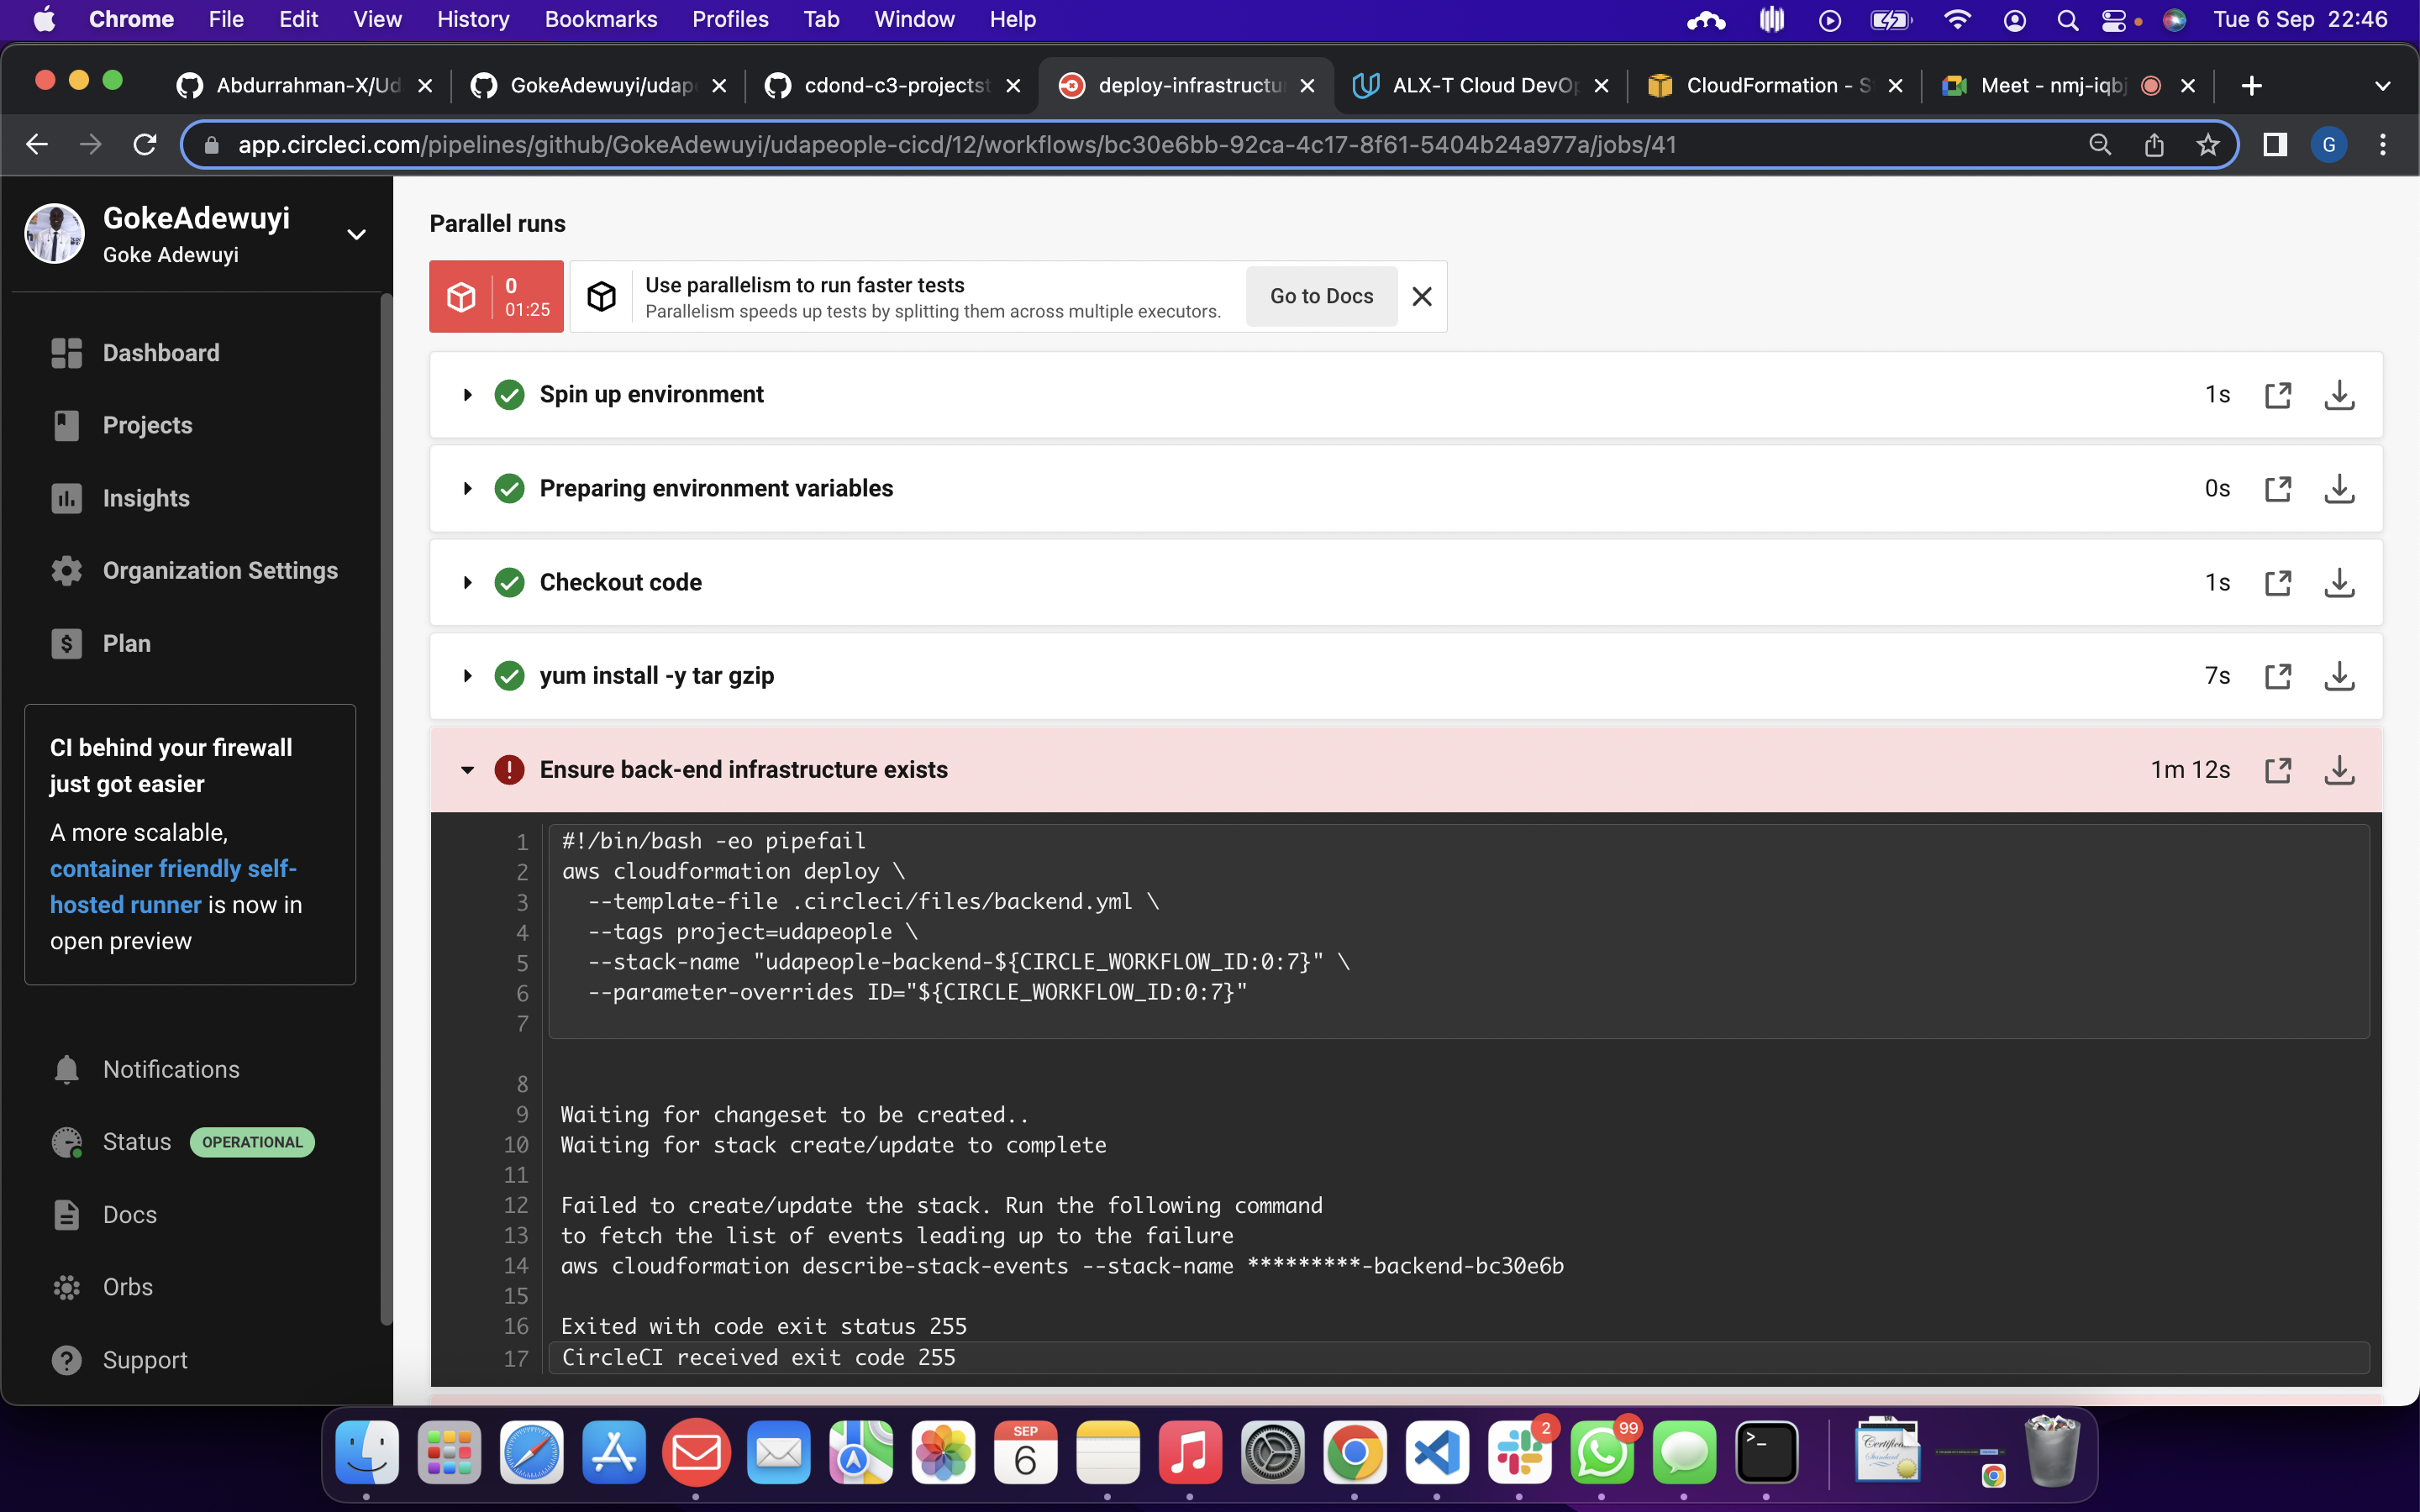 Chrome File Edit View History Bookmarks Profiles Tab Window Help Tue 6 Sep 22:46
Abdurrahman-X/Ud GokeAdewuyi/udap cdond-c3-projectst deploy-infrastructu ALX-T Cloud DevOp CloudFormation - S Meet - nmj-iqbj
app.circleci.com/pipelines/github/GokeAdewuyi/udapeople-cicd/12/workflows/bc30e6bb-92ca-4c17-8f61-5404b24a977a/jobs/41
G
GokeAdewuyi
Goke Adewuyi
Dashboard
Projects
Insights
Organization Settings
Plan
CI behind your firewall
just got easier
A more scalable,
container friendly self-
hosted runner is now in
open preview
Notifications
Status OPERATIONAL
Docs
Orbs
Support
Parallel runs
0
01:25
Use parallelism to run faster tests
Parallelism speeds up tests by splitting them across multiple executors.
Go to Docs
Spin up environment 1s
Preparing environment variables 0s
Checkout code 1s
yum install -y tar gzip 7s
Ensure back-end infrastructure exists 1m 12s
1 #!/bin/bash -eo pipefail
2 aws cloudformation deploy \
3 --template-file .circleci/files/backend.yml \
4 --tags project=udapeople \
5 --stack-name "udapeople-backend-${CIRCLE_WORKFLOW_ID:0:7}" \
6 --parameter-overrides ID="${CIRCLE_WORKFLOW_ID:0:7}"
7
8
9 Waiting for changeset to be created..
10 Waiting for stack create/update to complete
11
12 Failed to create/update the stack. Run the following command
13 to fetch the list of events leading up to the failure
14 aws cloudformation describe-stack-events --stack-name *********-backend-bc30e6b
15
16 Exited with code exit status 255
17 CircleCI received exit code 255
SEP
6
2
99
>_